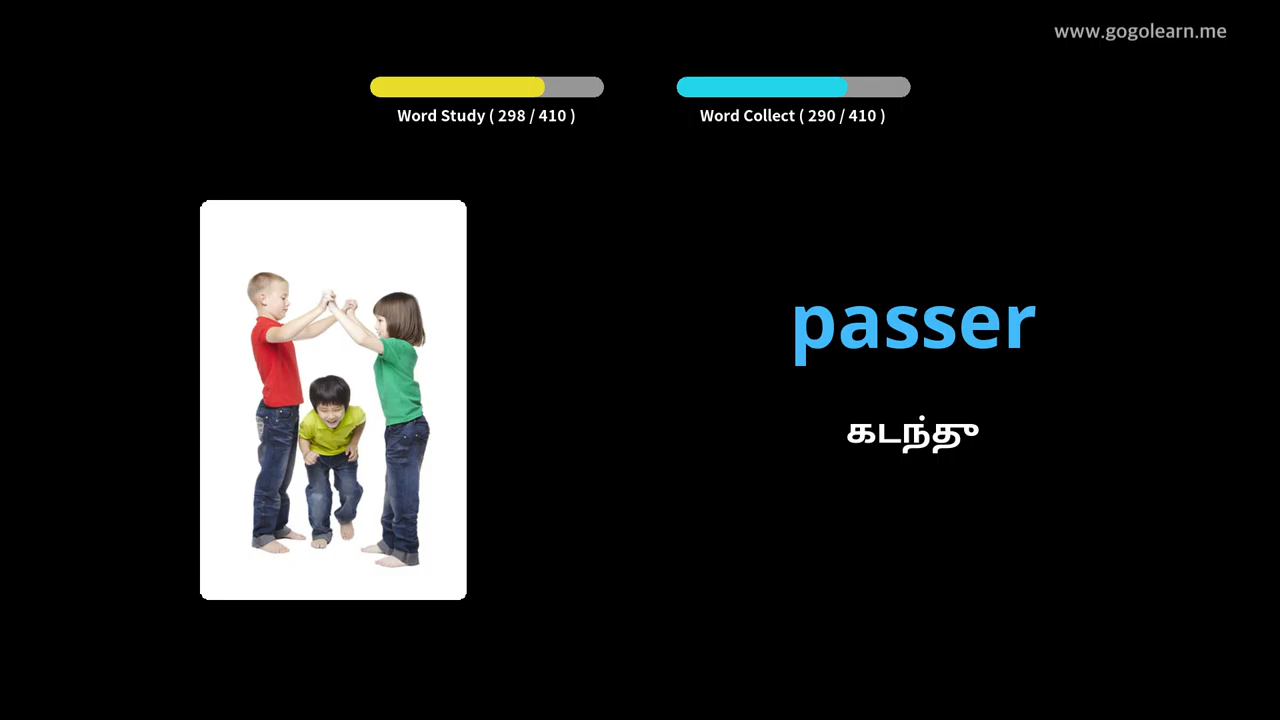 www.gogolearn.me
Word Study ( 298 / 410 )
Word Collect ( 290 / 410 )
passer
கடந்து